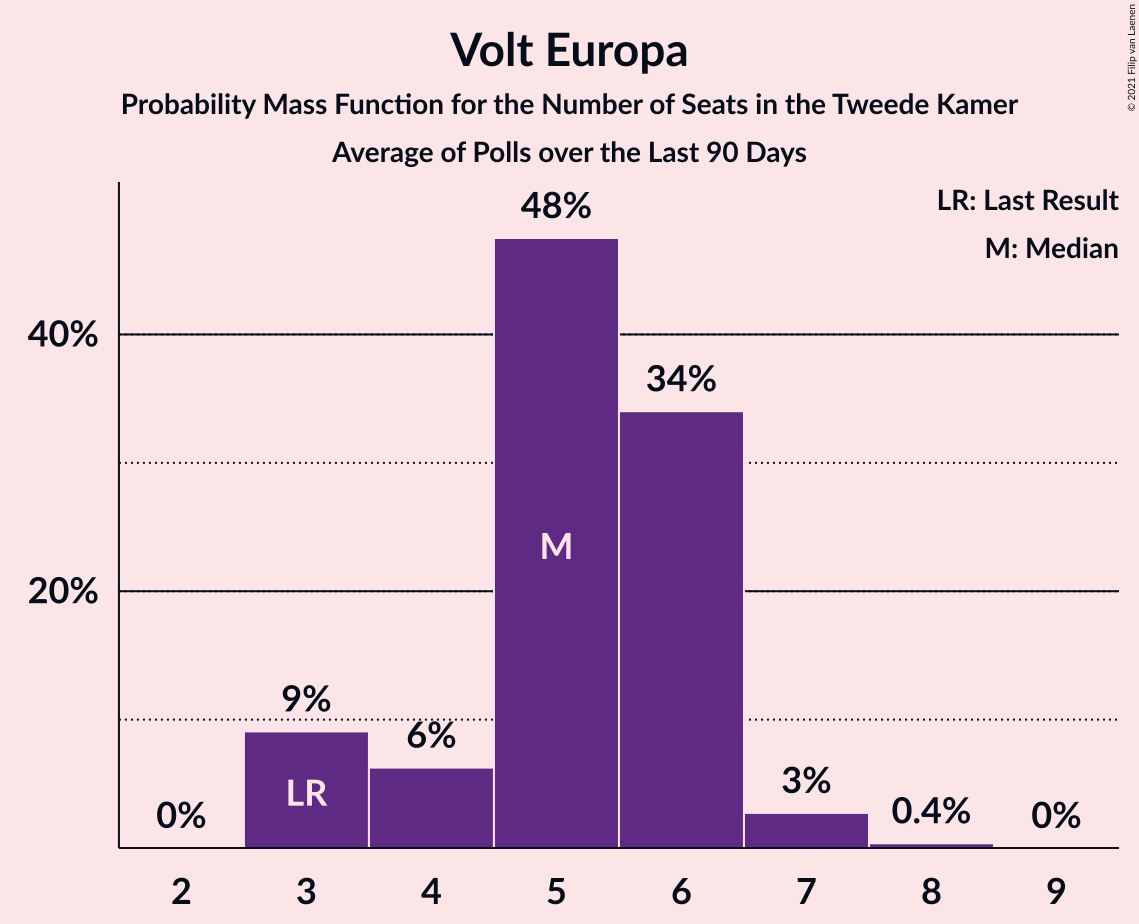 Volt Europa
Probability Mass Function for the Number of Seats in the Tweede Kamer
Average of Polls over the Last 90 Days
© 2021 Filip van Laenen
LR: Last Result
M: Median
48%
40%
34%
M
20%
9%
6%
LR
3%
0%
0.4%
0%
2 3 4 5 6 7 8 9